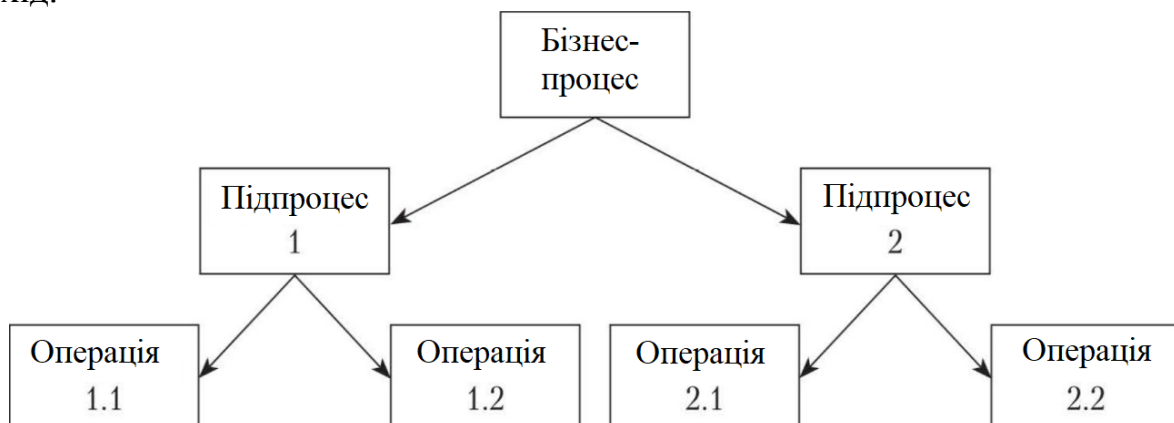 Бізнес-
процес
Підпроцес
1
Підпроцес
2
Операція
1.1
Операція
1.2
Операція
2.1
Операція
2.2